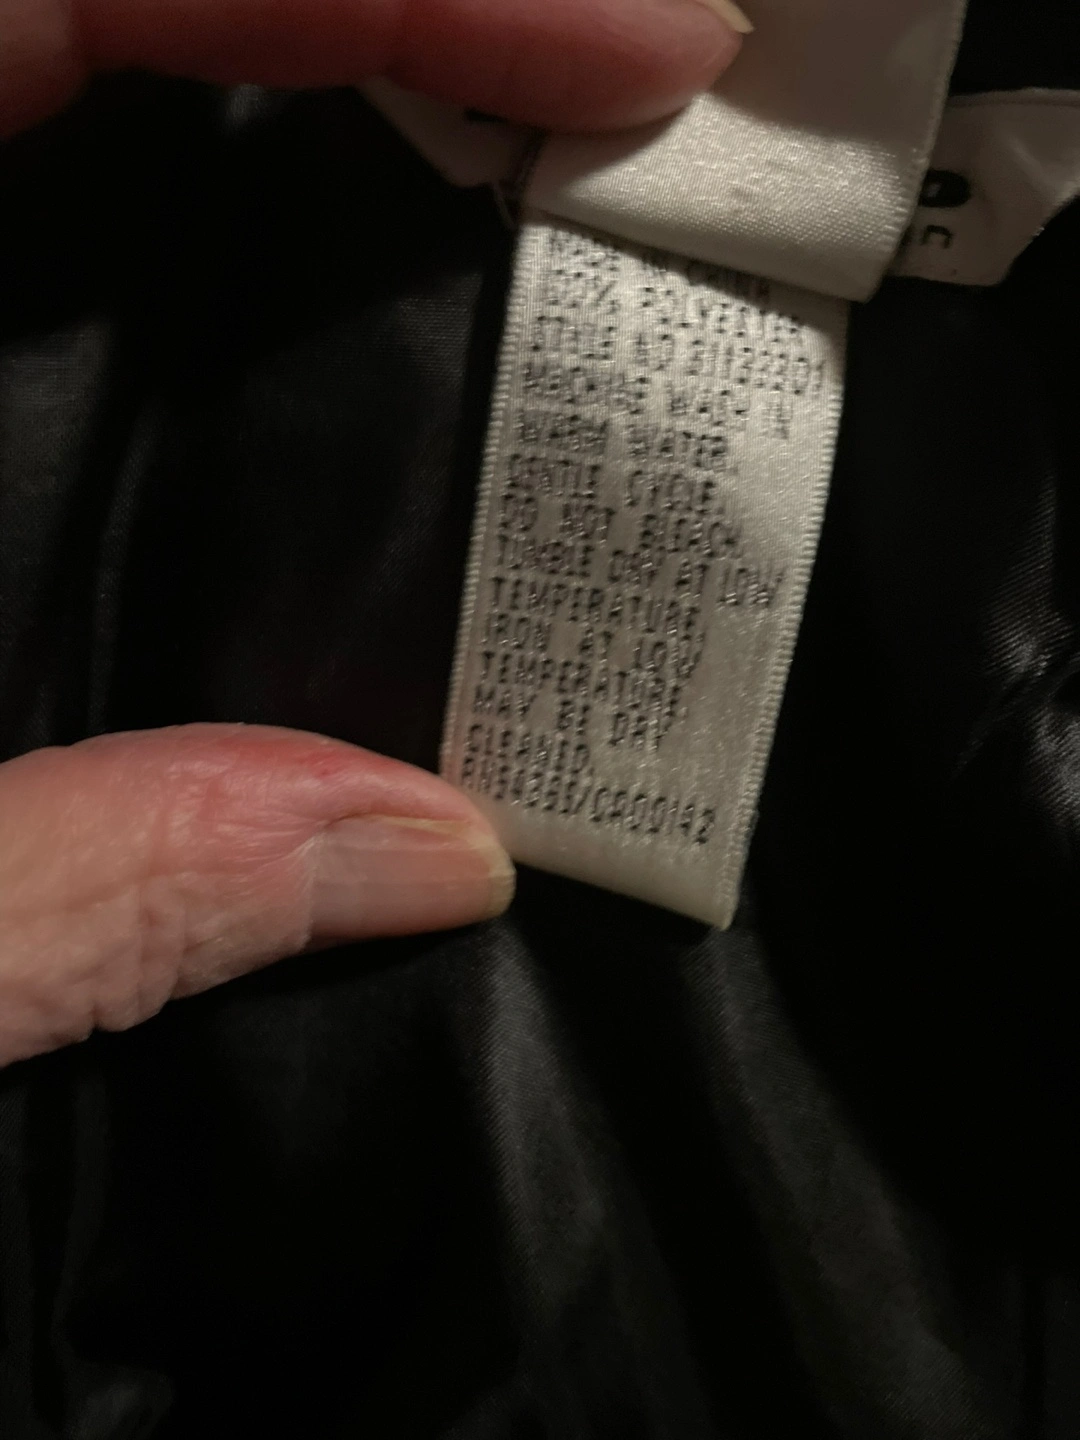 MADE IN CHINA
100% POLYESTER
STYLE
MACHINE WASH IN
WARM WATER,
GENTLE CYCLE,
DO NOT BLEACH,
TUMBLE DRY AT LOW
TEMPERATURE,
IRON AT LOW
TEMPERATURE,
MAY BE DRY
CLEANED.